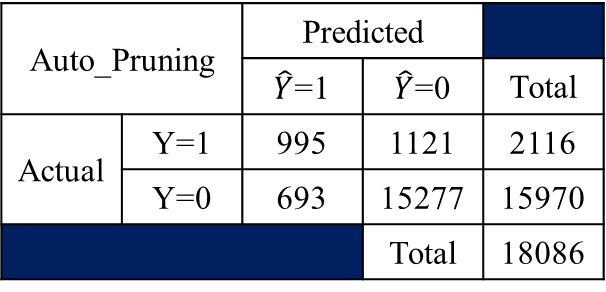 Auto_Pruning Predicted
Ŷ=1 Ŷ=0 Total
Actual Y=1 995 1121 2116
Y=0 693 15277 15970
Total 18086